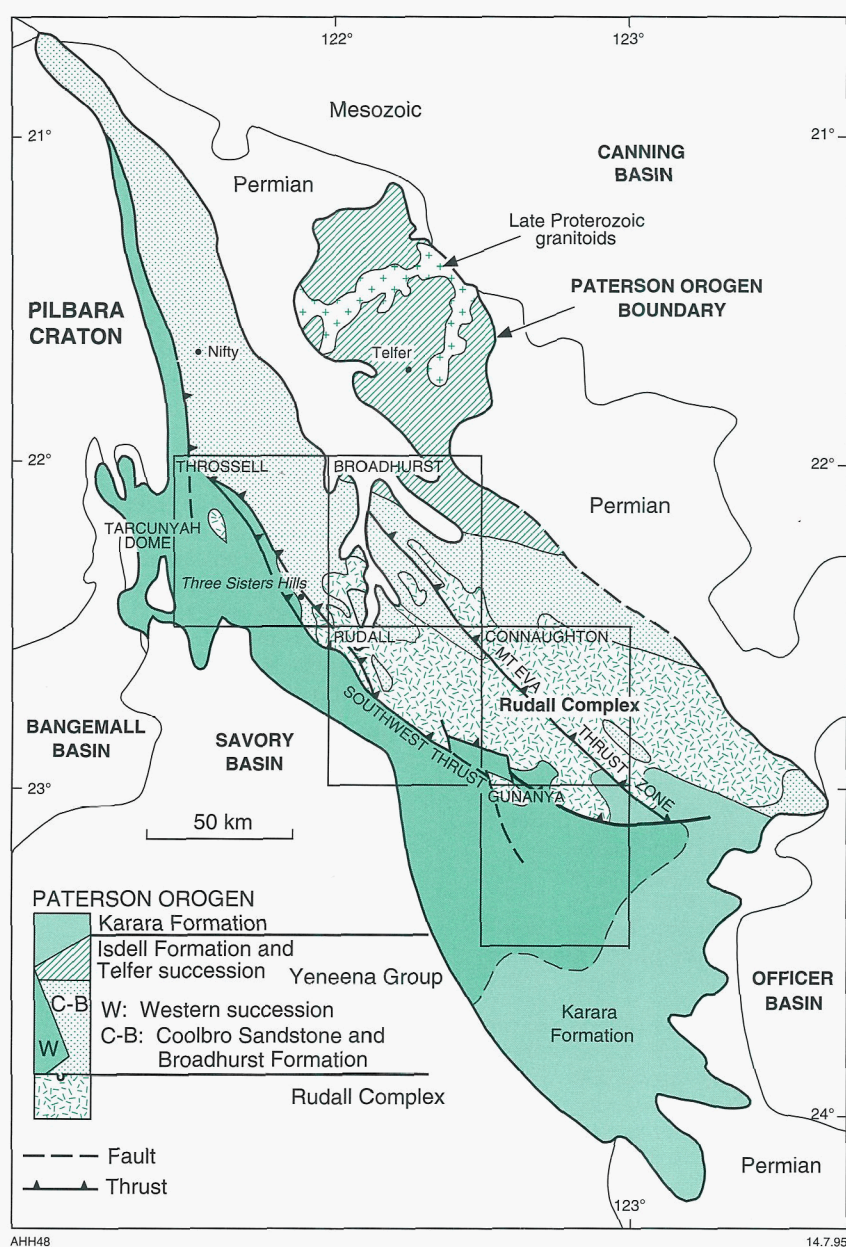 122°
123°
Mesozoic
21°
21°
CANNING
BASIN
Permian
Late Proterozoic
granitoids
PATERSON OROGEN
BOUNDARY
PILBARA
CRATON
Nifty
Telfer
22°
THROSSELL
BROADHURST
22°
Permian
TARCUNYAH
DOME
Three Sisters Hills
RUDALL
CONNAUGHTON
MT EVA
THRUST ZONE
Rudall Complex
SOUTHWEST THRUST
BANGEMALL
BASIN
SAVORY
BASIN
23°
GUNANYA
50 km
PATERSON OROGEN
Karara Formation
Isdell Formation and
Telfer succession
Yeneena Group
C-B
W: Western succession
C-B: Coolbro Sandstone and
Broadhurst Formation
W
Rudall Complex
OFFICER
BASIN
Karara
Formation
24°
Fault
Thrust
Permian
123°
AHH48
14.7.95